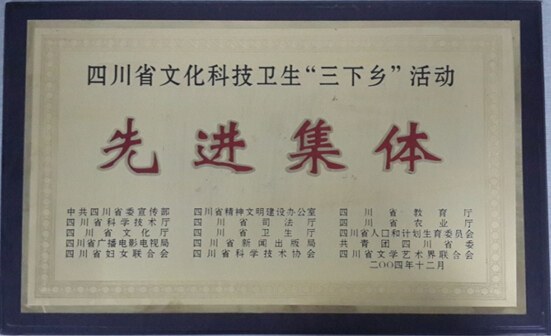 四川省文化科技卫生“三下乡”活动
先进集体
中共四川省委宣传部 四川省精神文明建设办公室 四川省教育厅
四川省科学技术厅 四川省司法厅 四川省农业厅
四川省文化厅 四川省卫生厅 四川省人口和计划生育委员会
四川省广播电影电视局 四川省新闻出版局 共青团四川省委
四川省妇女联合会 四川省科学技术协会 四川省文学艺术界联合会
二〇〇四年十二月